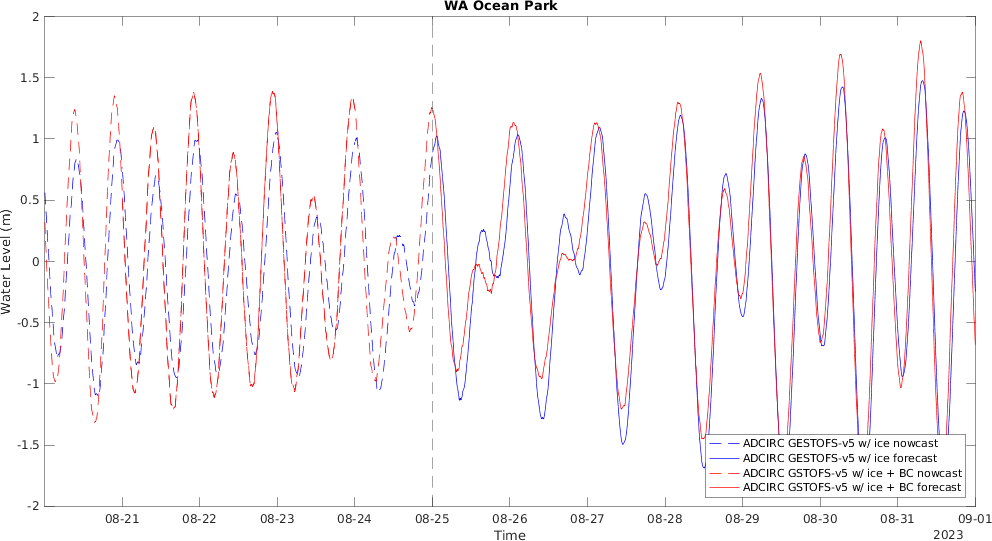 WA Ocean Park
2
1.5
1
0.5
0
-0.5
-1
-1.5
-2
Water Level (m)
08-21 08-22 08-23 08-24 08-25 08-26 08-27 08-28 08-29 08-30 08-31 09-01
Time
2023
ADCIRC GESTOFS-v5 w/ ice nowcast
ADCIRC GESTOFS-v5 w/ ice forecast
ADCIRC GSTOFS-v5 w/ ice + BC nowcast
ADCIRC GSTOFS-v5 w/ ice + BC forecast